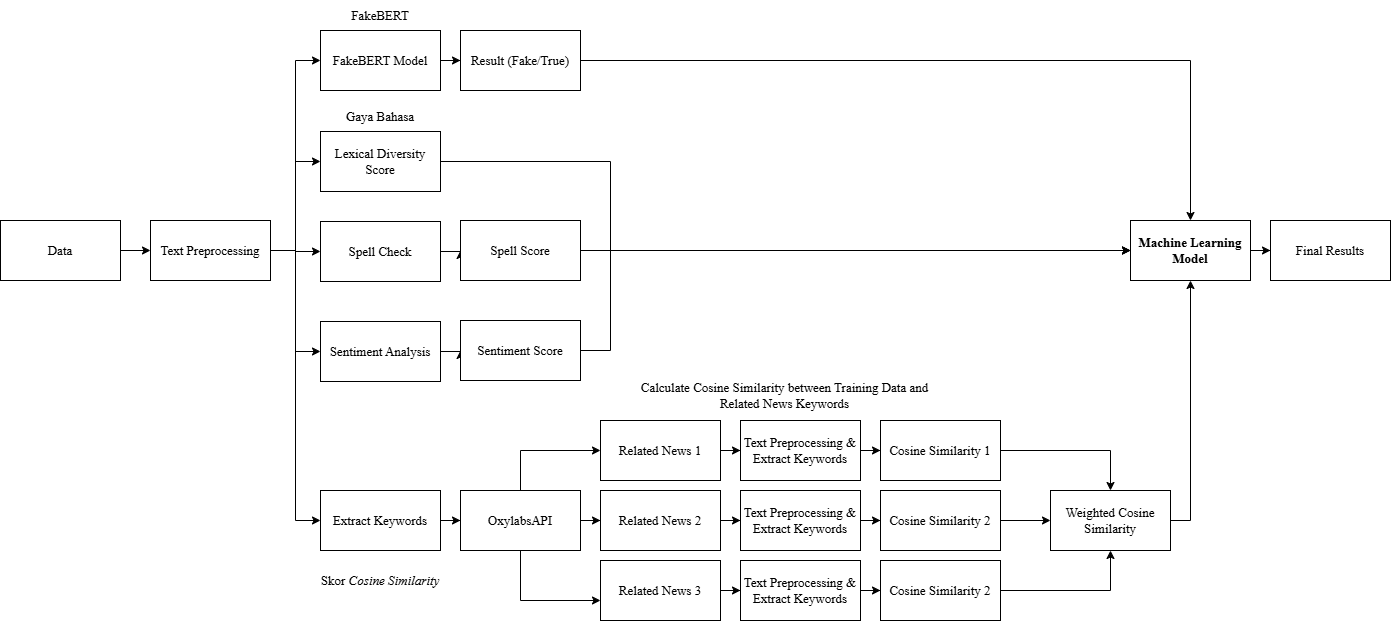 FakeBERT
FakeBERT Model
Result (Fake/True)
Gaya Bahasa
Lexical Diversity
Score
Data
Text Preprocessing
Spell Check
Spell Score
Machine Learning
Model
Final Results
Sentiment Analysis
Sentiment Score
Calculate Cosine Similarity between Training Data and
Related News Keywords
Related News 1
Text Preprocessing &
Extract Keywords
Cosine Similarity 1
Extract Keywords
OxylabsAPI
Related News 2
Text Preprocessing &
Extract Keywords
Cosine Similarity 2
Weighted Cosine
Similarity
Skor Cosine Similarity
Related News 3
Text Preprocessing &
Extract Keywords
Cosine Similarity 2